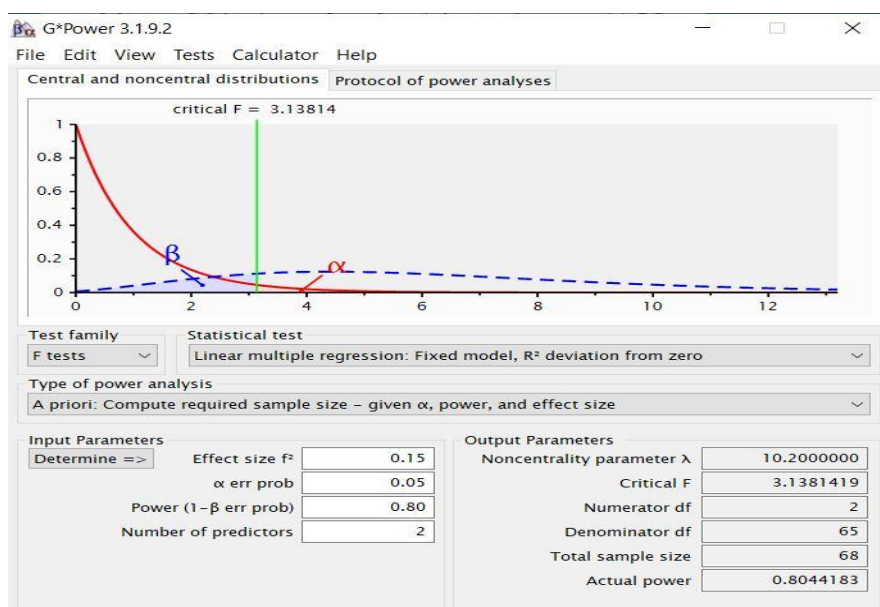 βα G*Power 3.1.9.2
File Edit View Tests Calculator Help
Central and noncentral distributions Protocol of power analyses
critical F = 3.13814
1
0.8
0.6
0.4
0.2
0
β
α
0 2 4 6 8 10 12
Test family Statistical test
F tests Linear multiple regression: Fixed model, R² deviation from zero
Type of power analysis
A priori: Compute required sample size – given α, power, and effect size
Input Parameters Output Parameters
Determine => Effect size f² 0.15 Noncentrality parameter λ 10.2000000
α err prob 0.05 Critical F 3.1381419
Power (1-β err prob) 0.80 Numerator df 2
Number of predictors 2 Denominator df 65
Total sample size 68
Actual power 0.8044183